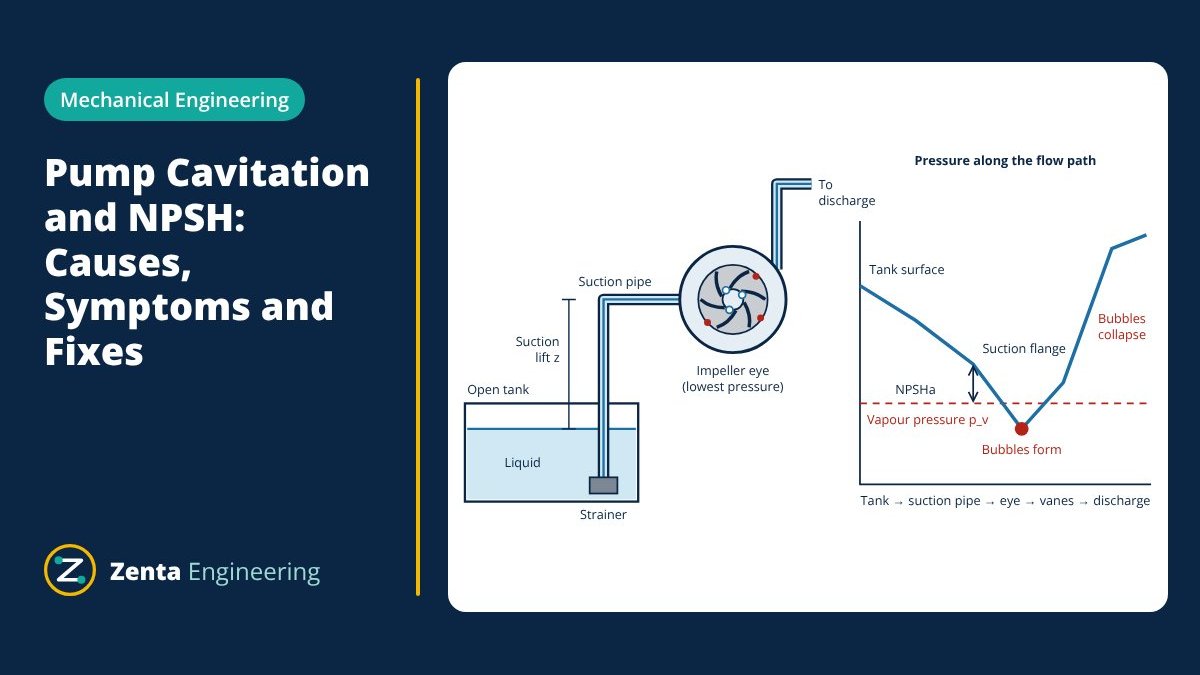 Mechanical Engineering
Pump Cavitation
and NPSH:
Causes,
Symptoms and
Fixes
Zenta Engineering
Pressure along the flow path
To
discharge
Suction pipe
Suction
lift z
Impeller eye
(lowest pressure)
Open tank
Liquid
Strainer
Tank surface
Suction flange
Bubbles
collapse
NPSHa
Vapour pressure p_v
Bubbles form
Tank → suction pipe → eye → vanes → discharge